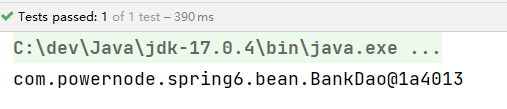 Tests passed: 1 of 1 test – 390 ms
C:\dev\Java\jdk-17.0.4\bin\java.exe ...
com.powernode.spring6.bean.BankDao@1a4013